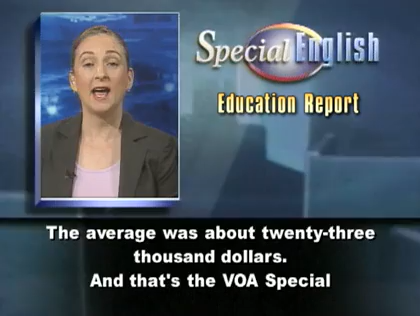 Special English
Education Report
The average was about twenty-three
thousand dollars.
And that's the VOA Special